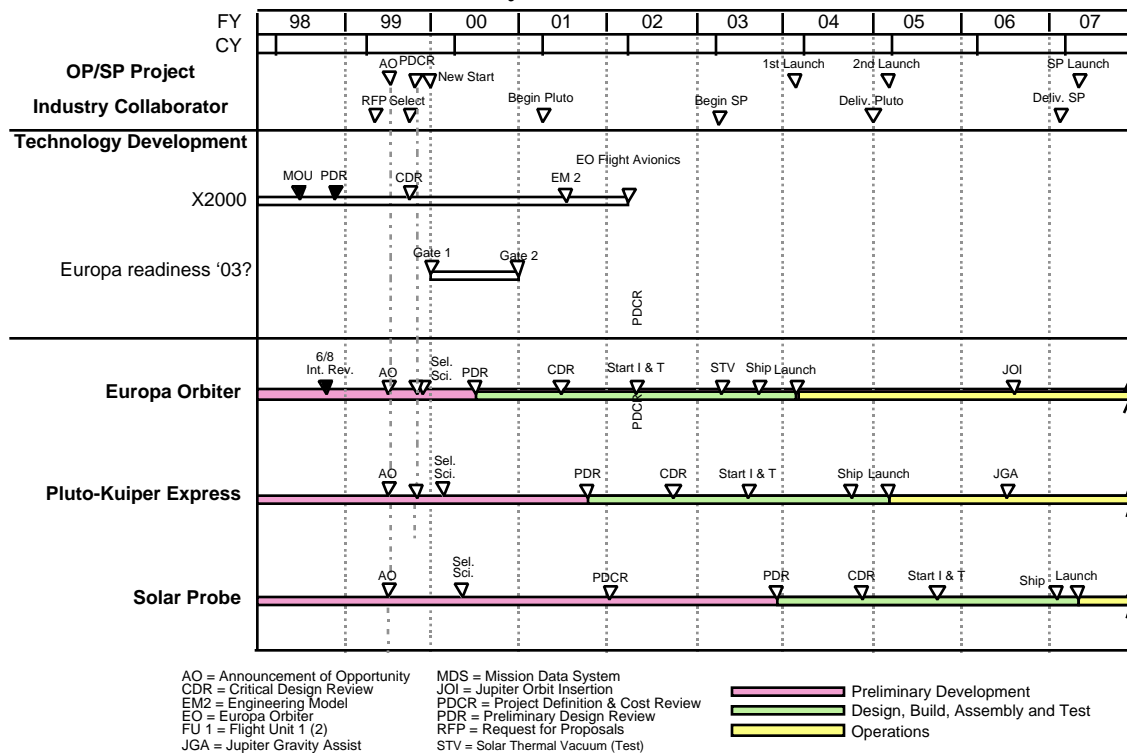 FY 98 99 00 01 02 03 04 05 06 07
CY
OP/SP Project AO PDCR New Start 1st Launch 2nd Launch SP Launch
Industry Collaborator RFP Select Begin Pluto Begin SP Deliv. Pluto Deliv. SP
Technology Development
EO Flight Avionics
X2000 MOU PDR CDR EM 2
Europa readiness ‘03? Gate 1 Gate 2
PDCR
6/8
Int. Rev.
Sel.
Sci.
Europa Orbiter AO PDR CDR Start I & T STV Ship Launch JOI
PDCR
Sel.
Sci.
Pluto-Kuiper Express AO PDR CDR Start I & T Ship Launch JGA
Sel.
Sci.
Solar Probe AO PDCR PDR CDR Start I & T Ship Launch
AO = Announcement of Opportunity
CDR = Critical Design Review
EM2 = Engineering Model
EO = Europa Orbiter
FU 1 = Flight Unit 1 (2)
JGA = Jupiter Gravity Assist
MDS = Mission Data System
JOI = Jupiter Orbit Insertion
PDCR = Project Definition & Cost Review
PDR = Preliminary Design Review
RFP = Request for Proposals
STV = Solar Thermal Vacuum (Test)
Preliminary Development
Design, Build, Assembly and Test
Operations